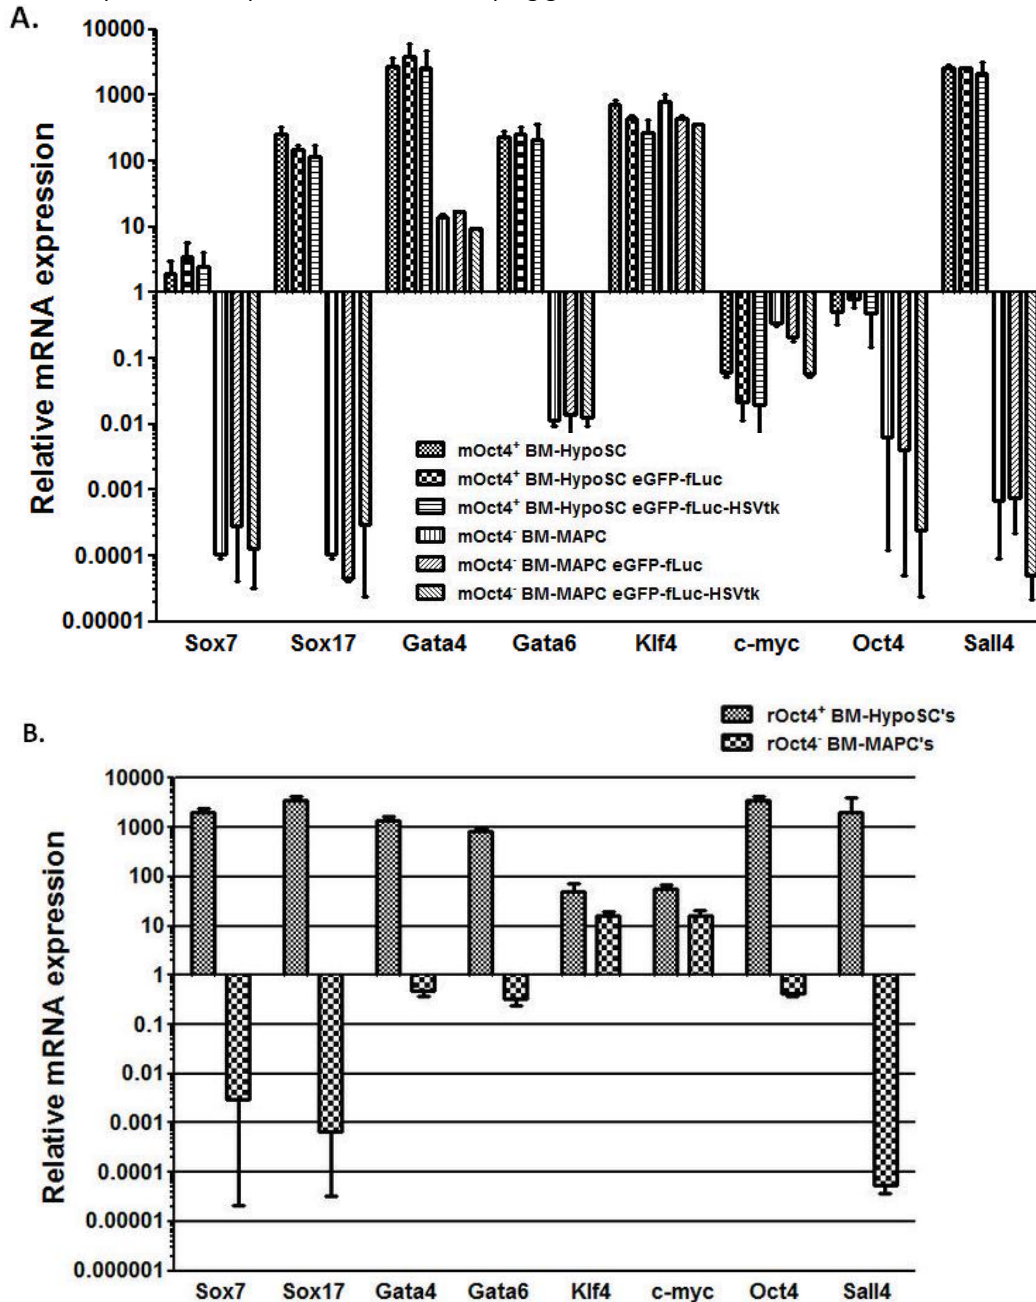 A.
10000
1000
100
10
1
0.1
0.01
0.001
0.0001
0.00001
Relative mRNA expression
mOct4⁺ BM-HypoSC
mOct4⁺ BM-HypoSC eGFP-fLuc
mOct4⁺ BM-HypoSC eGFP-fLuc-HSVtk
mOct4⁻ BM-MAPC
mOct4⁻ BM-MAPC eGFP-fLuc
mOct4⁻ BM-MAPC eGFP-fLuc-HSVtk
Sox7 Sox17 Gata4 Gata6 Klf4 c-myc Oct4 Sall4
rOct4⁺ BM-HypoSC's
rOct4⁻ BM-MAPC's
B.
10000
1000
100
10
1
0.1
0.01
0.001
0.0001
0.00001
0.000001
Relative mRNA expression
Sox7 Sox17 Gata4 Gata6 Klf4 c-myc Oct4 Sall4